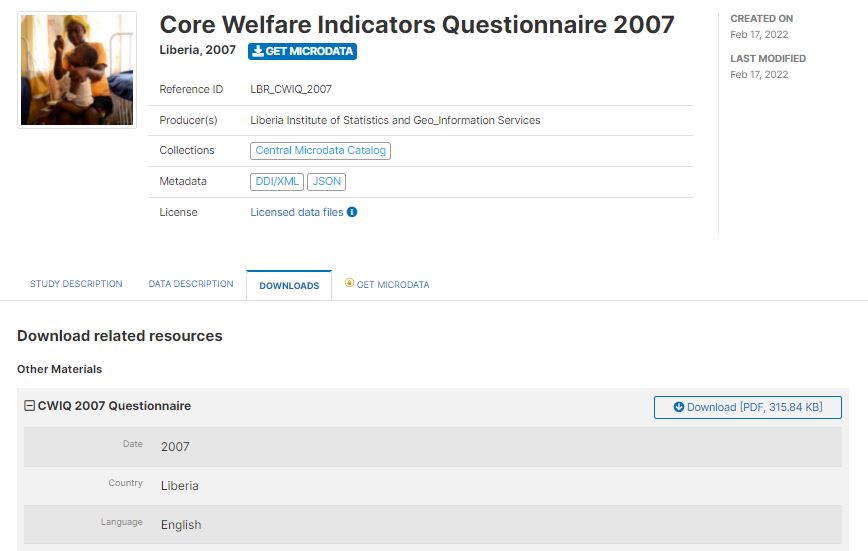 Core Welfare Indicators Questionnaire 2007
Liberia, 2007 GET MICRODATA
Reference ID LBR_CWIQ_2007
Producer(s) Liberia Institute of Statistics and Geo_Information Services
Collections Central Microdata Catalog
Metadata DDI/XML JSON
License Licensed data files
CREATED ON
Feb 17, 2022
LAST MODIFIED
Feb 17, 2022
STUDY DESCRIPTION DATA DESCRIPTION DOWNLOADS GET MICRODATA
Download related resources
Other Materials
CWIQ 2007 Questionnaire Download [PDF, 315.84 KB]
Date 2007
Country Liberia
Language English